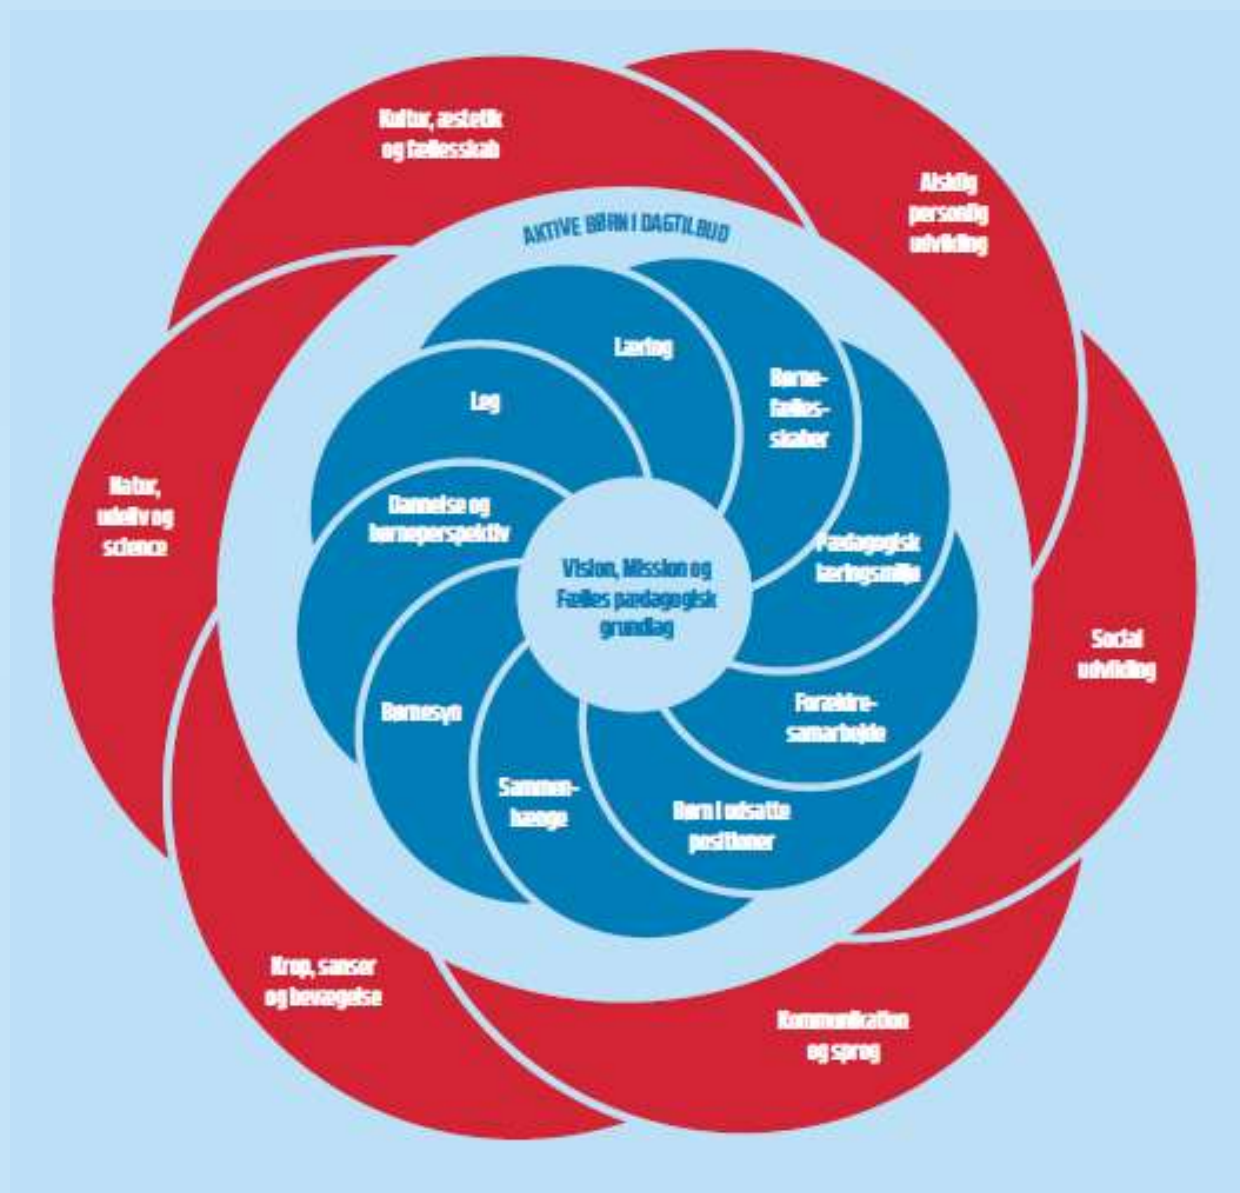 Kultur, æstetik
og fællesskab
Alsidig
personlig
udvikling
AKTIVE BØRN I DAGTILBUD
Læring
Børne-
fælles-
skaber
Leg
Natur,
udeliv og
science
Dannelse og
børneperspektiv
Pædagogisk
læringsmiljø
Vision, Mission og
Fælles pædagogisk
grundlag
Social
udvikling
Forældre-
samarbejde
Børnesyn
Sammen-
hænge
Børn i udsatte
positioner
Krop, sanser
og bevægelse
Kommunikation
og sprog